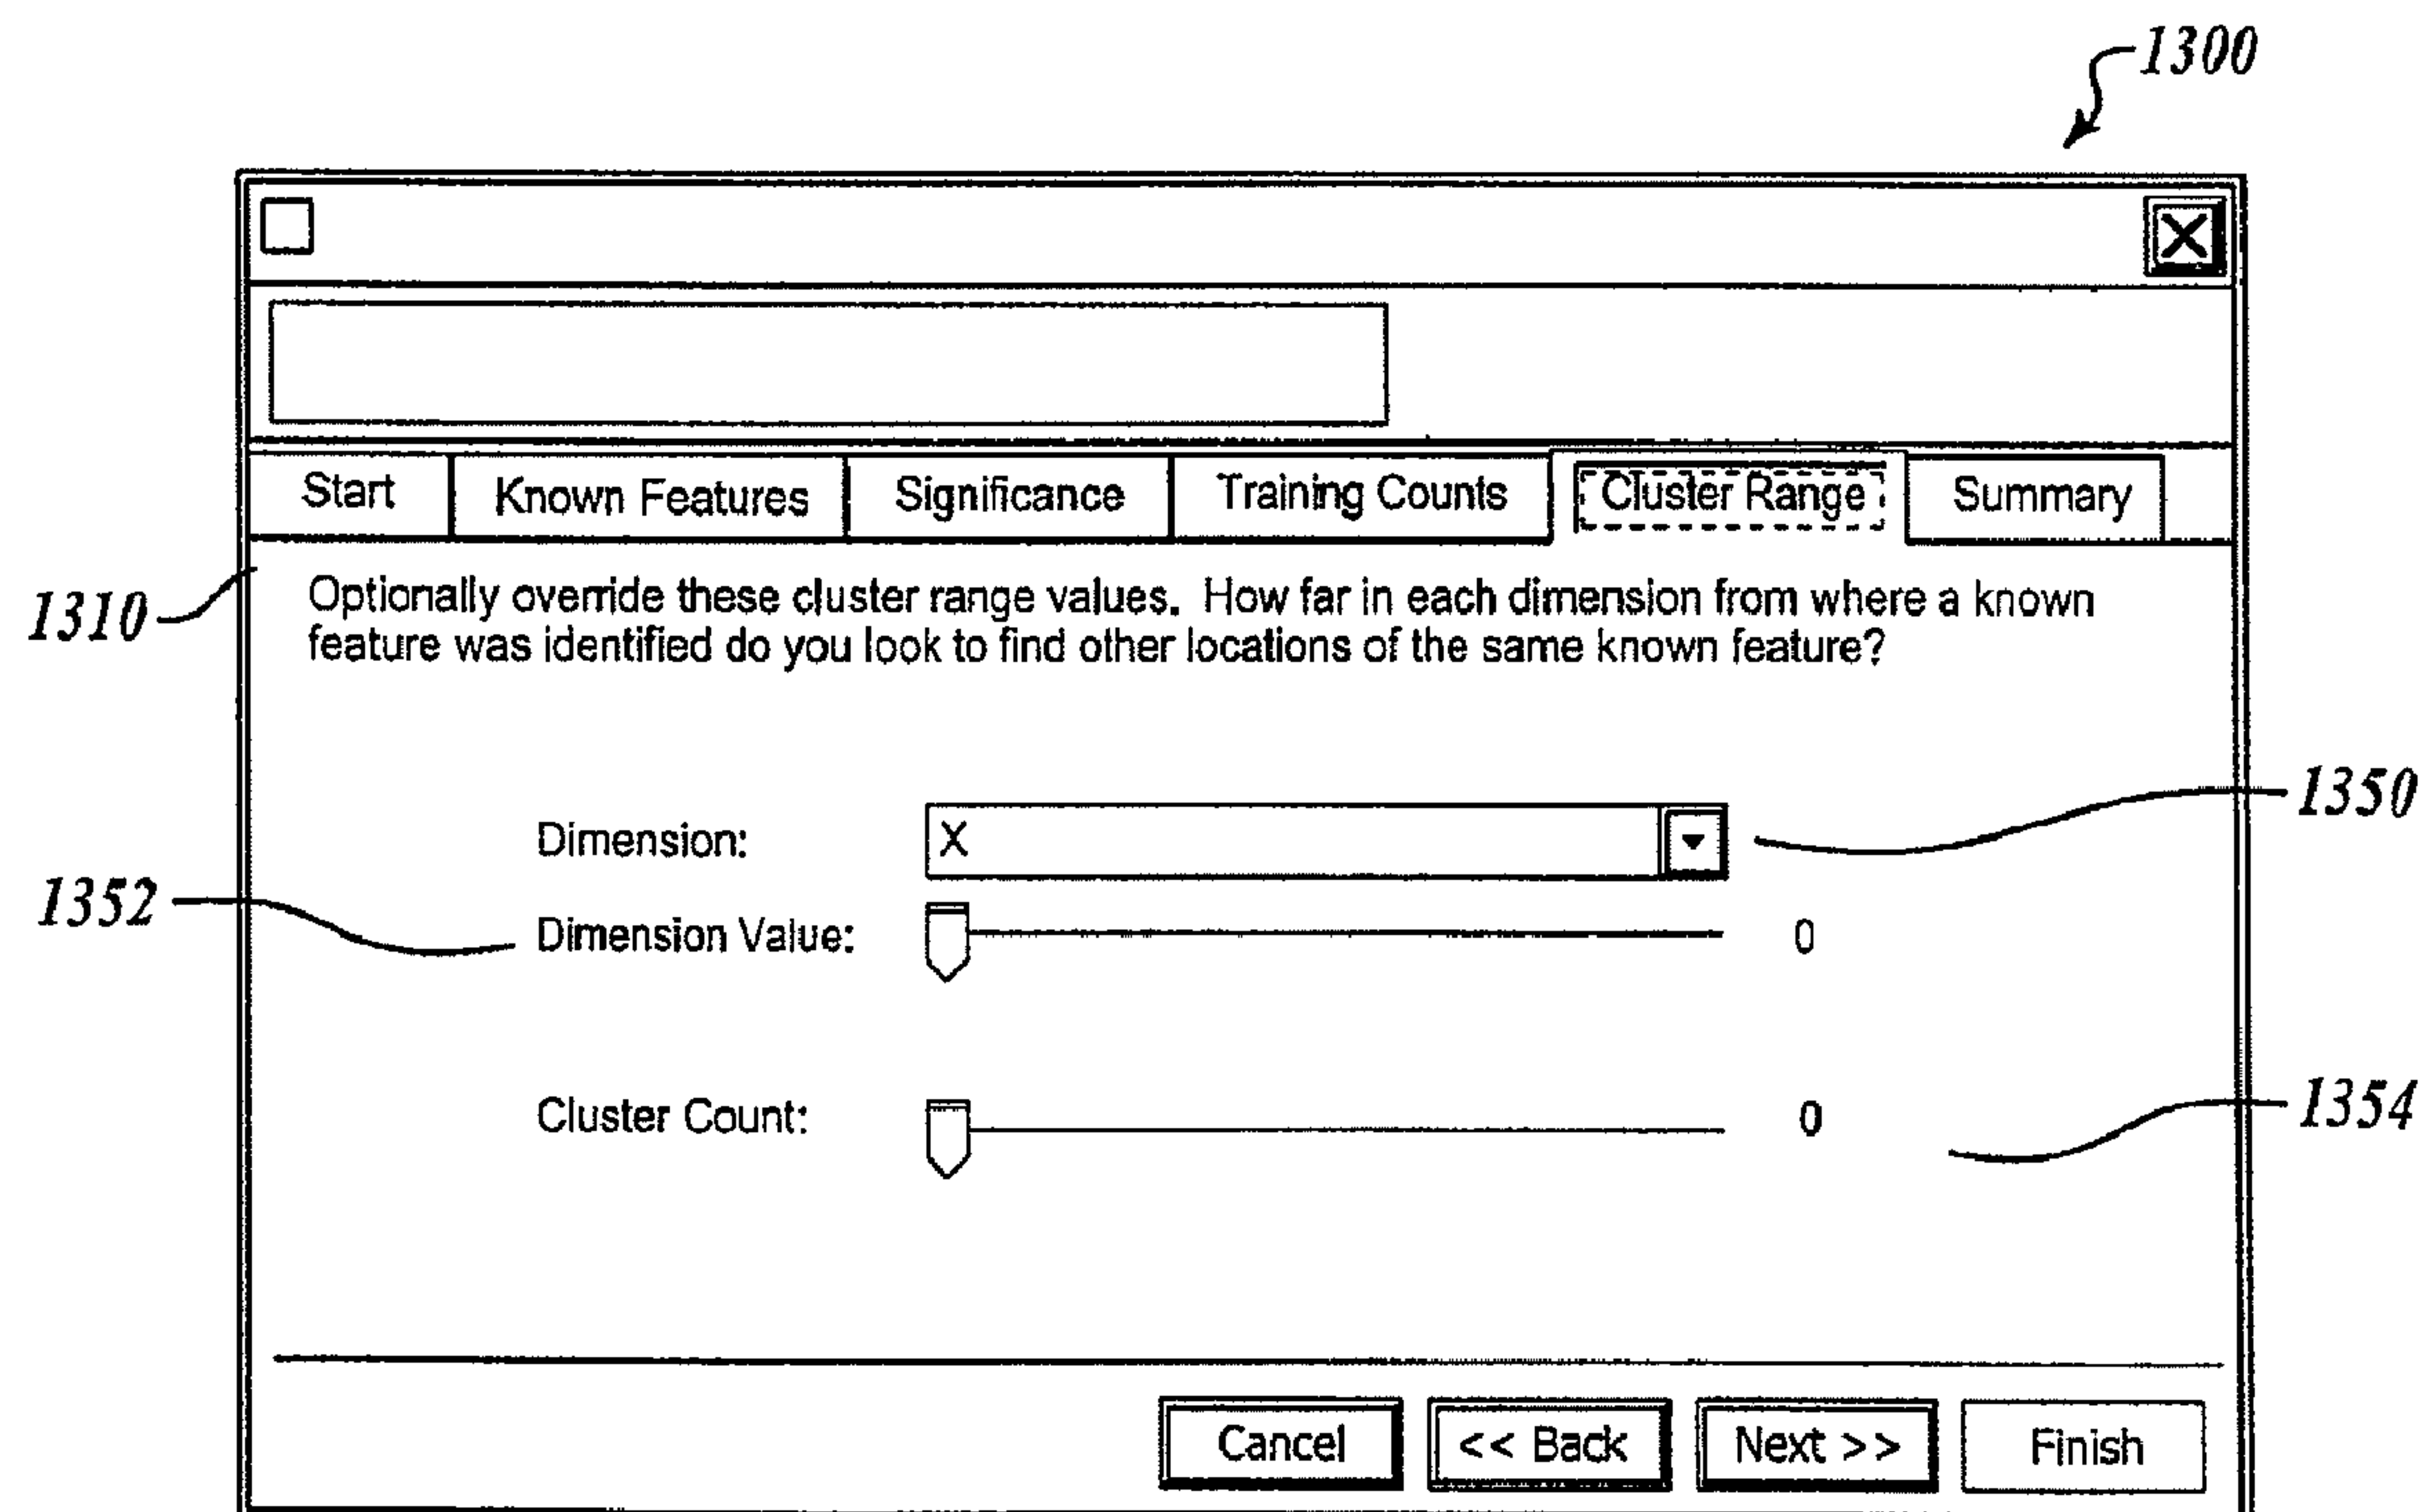 1300
X
Start Known Features Significance Training Counts Cluster Range Summary
1310
Optionally override these cluster range values. How far in each dimension from where a known
feature was identified do you look to find other locations of the same known feature?
Dimension: X
1350
1352
Dimension Value: 0
Cluster Count: 0
1354
Cancel << Back Next >> Finish